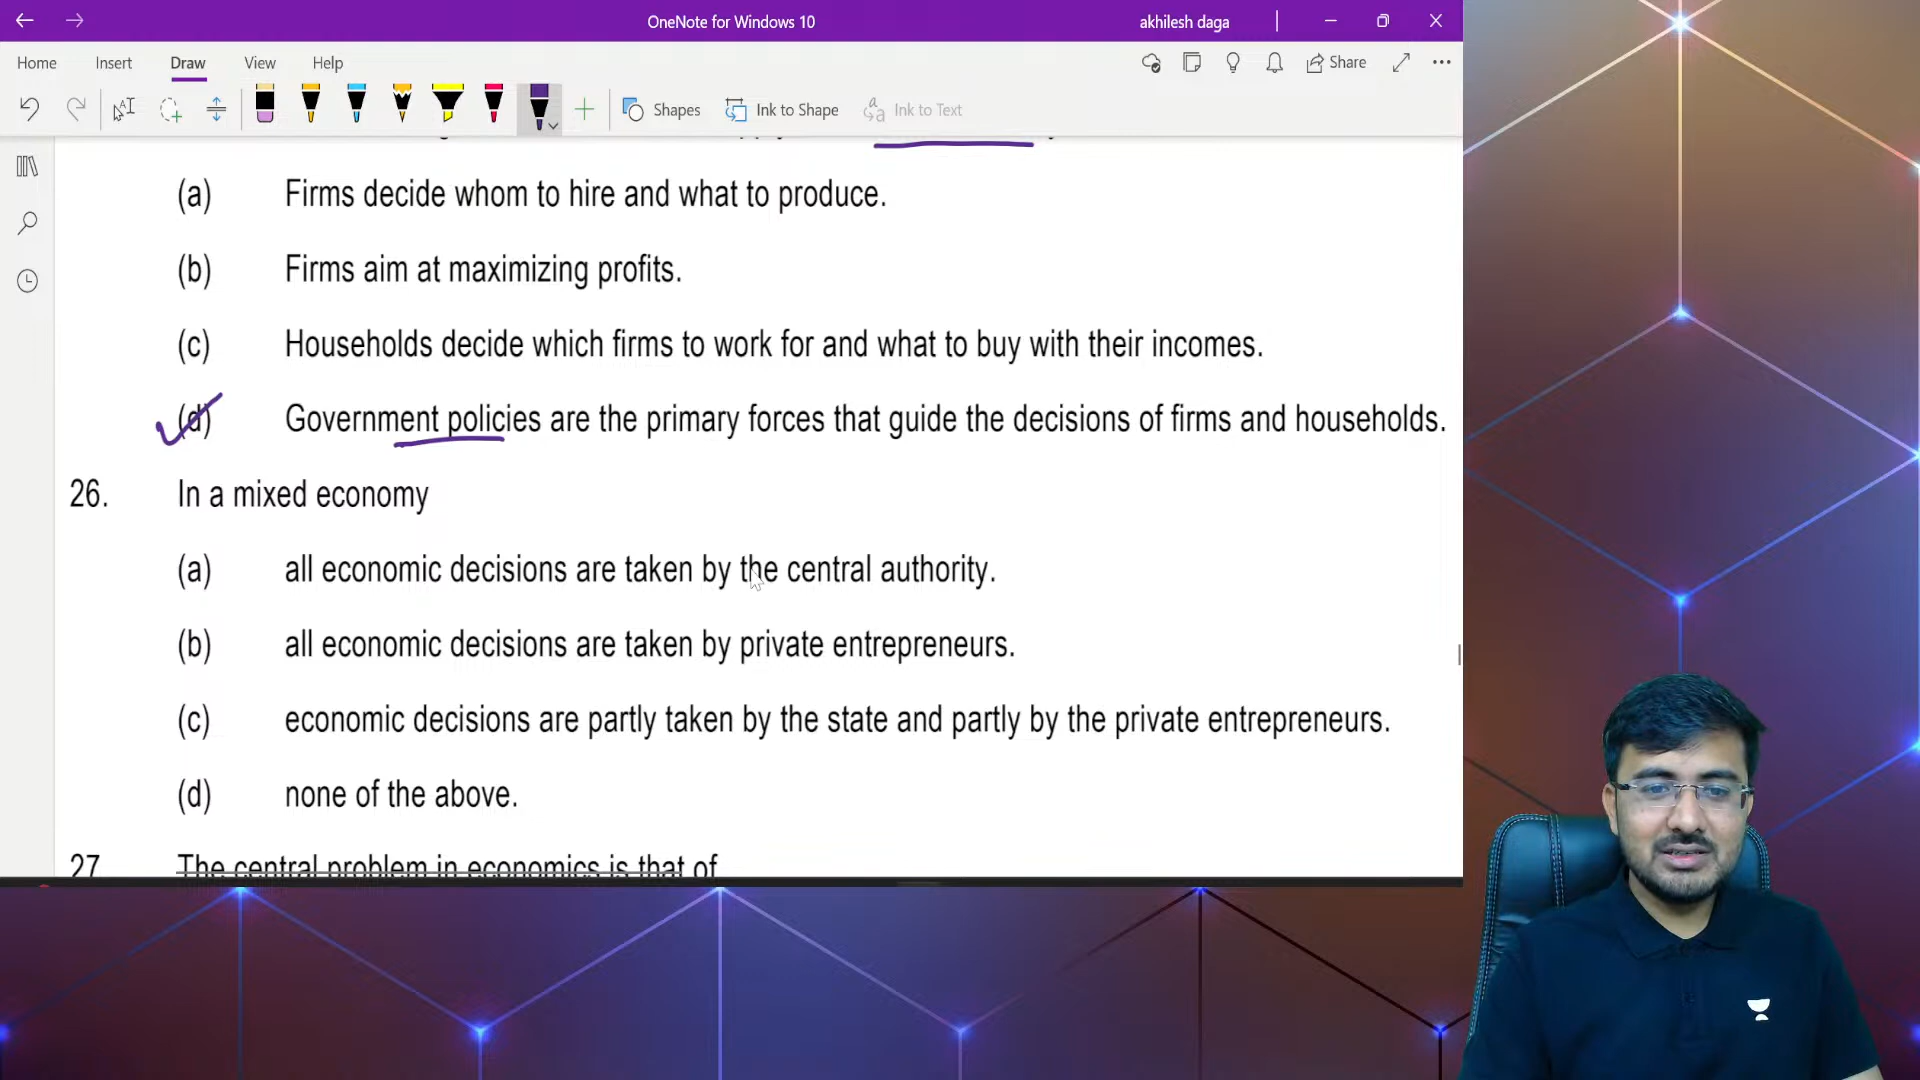 OneNote for Windows 10
akhilesh daga
Home Insert Draw View Help
Share
Shapes Ink to Shape Ink to Text
(a) Firms decide whom to hire and what to produce.
(b) Firms aim at maximizing profits.
(c) Households decide which firms to work for and what to buy with their incomes.
(d) Government policies are the primary forces that guide the decisions of firms and households.
26. In a mixed economy
(a) all economic decisions are taken by the central authority.
(b) all economic decisions are taken by private entrepreneurs.
(c) economic decisions are partly taken by the state and partly by the private entrepreneurs.
(d) none of the above.
27 The central problem in economics is that of